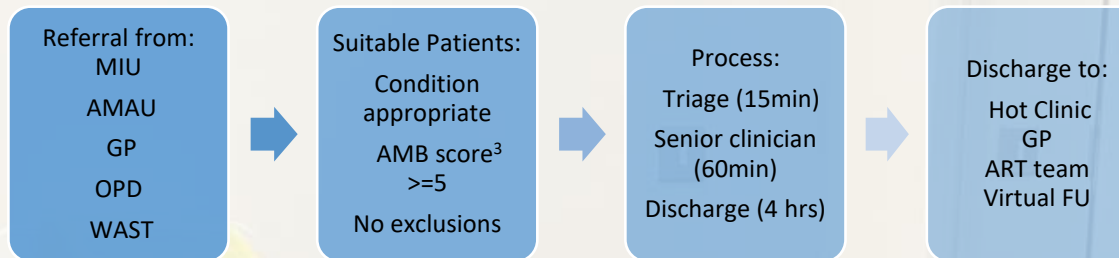 Referral from:
MIU
AMAU
GP
OPD
WAST
Suitable Patients:
Condition
appropriate
AMB score³
>=5
No exclusions
Process:
Triage (15min)
Senior clinician
(60min)
Discharge (4 hrs)
Discharge to:
Hot Clinic
GP
ART team
Virtual FU